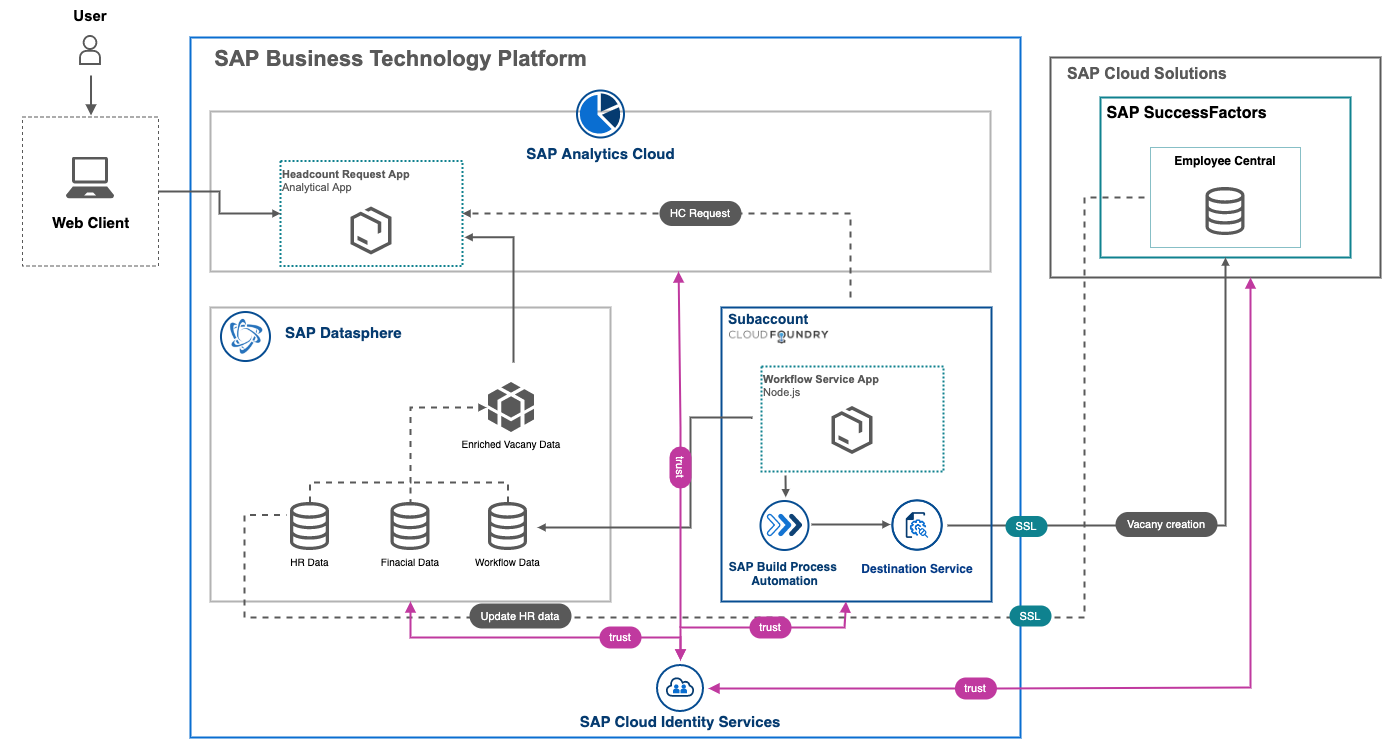 User
SAP Business Technology Platform
SAP Cloud Solutions
SAP SuccessFactors
Employee Central
SAP Analytics Cloud
Headcount Request App
Analytical App
Web Client
HC Request
SAP Datasphere
Subaccount
CLOUD FOUNDRY
Workflow Service App
Node.js
Enriched Vacany Data
trust
HR Data
Finacial Data
Workflow Data
SAP Build Process
Automation
Destination Service
SSL
Vacany creation
Update HR data
SSL
trust
trust
trust
SAP Cloud Identity Services